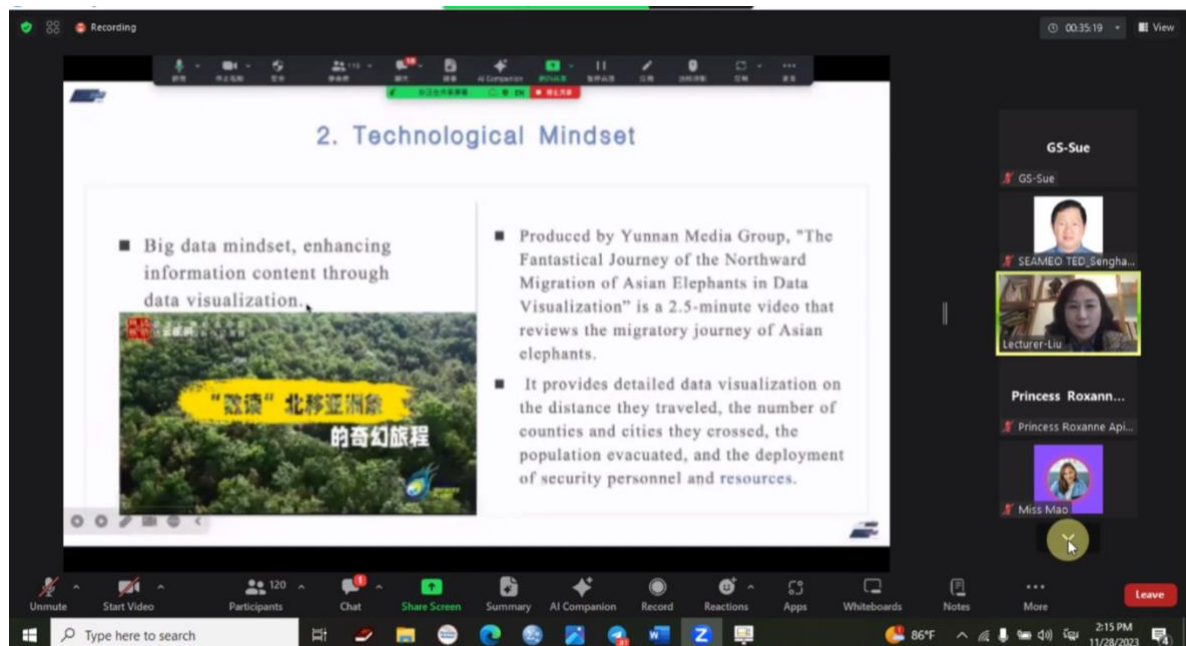 Recording
00:35:19
View
110
AI Companion
EN
2. Technological Mindset
■ Big data mindset, enhancing
information content through
data visualization.
"数读" 北移亚洲象
的奇幻旅程
■ Produced by Yunnan Media Group, "The
Fantastical Journey of the Northward
Migration of Asian Elephants in Data
Visualization" is a 2.5-minute video that
reviews the migratory journey of Asian
elephants.
■ It provides detailed data visualization on
the distance they traveled, the number of
counties and cities they crossed, the
population evacuated, and the deployment
of security personnel and resources.
GS-Sue
GS-Sue
SEAMEO TED_Sengha...
Lecturer-Liu
Princess Roxann...
Princess Roxanne Api...
Miss Mao
Unmute
Start Video
120
Participants
1
Chat
Share Screen
Summary
AI Companion
Record
Reactions
Apps
Whiteboards
Notes
More
Leave
Type here to search
86°F
2:15 PM
11/28/2023
4